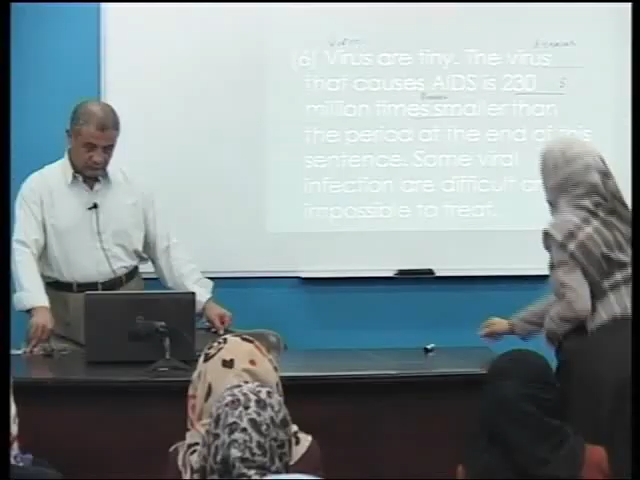 (6) Virus are tiny. The virus
that causes AIDS is 230
million times smaller than
the period at the end of this
sentence. Some viral
infection are difficult
impossible to treat.